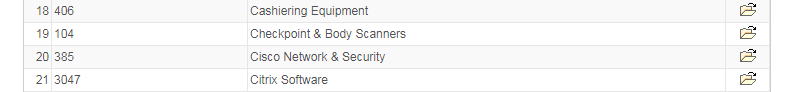 18 406 Cashiering Equipment
19 104 Checkpoint & Body Scanners
20 385 Cisco Network & Security
21 3047 Citrix Software